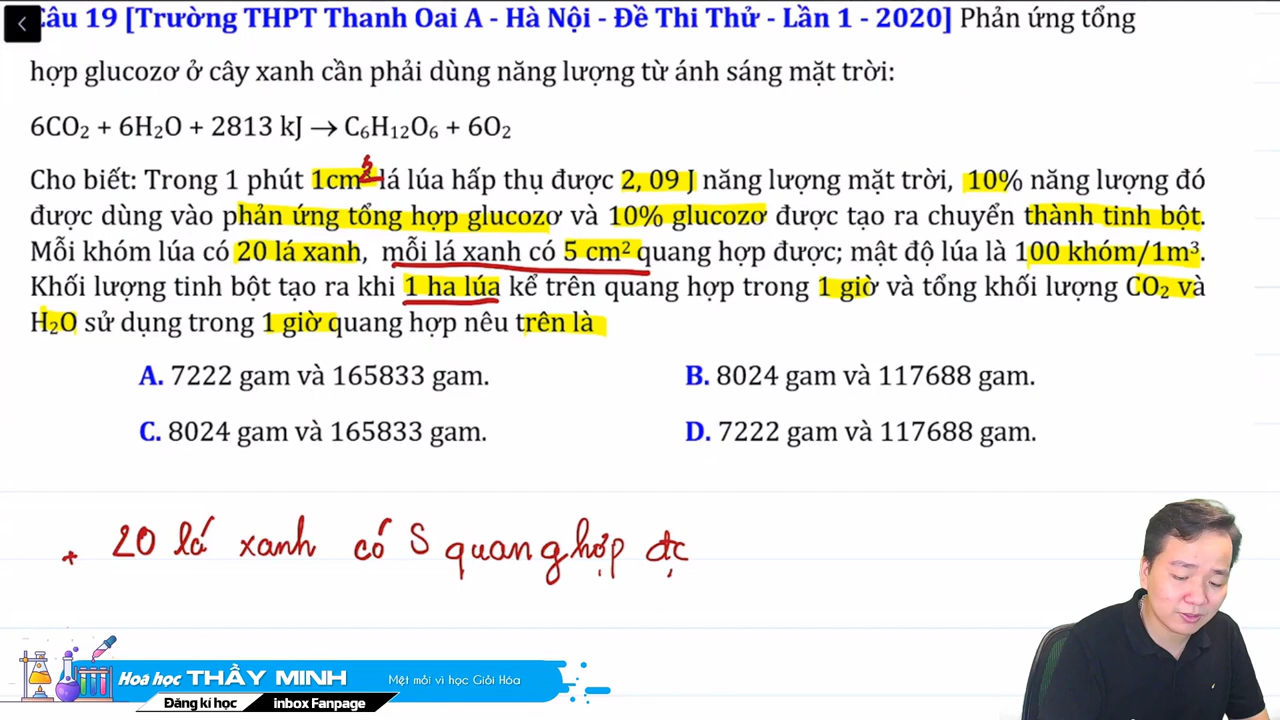 Câu 19 [Trường THPT Thanh Oai A - Hà Nội - Đề Thi Thử - Lần 1 - 2020] Phản ứng tổng
hợp glucozơ ở cây xanh cần phải dùng năng lượng từ ánh sáng mặt trời:
6CO₂ + 6H₂O + 2813 kJ → C₆H₁₂O₆ + 6O₂
Cho biết: Trong 1 phút 1cm² lá lúa hấp thụ được 2, 09 J năng lượng mặt trời, 10% năng lượng đó
được dùng vào phản ứng tổng hợp glucozơ và 10% glucozơ được tạo ra chuyển thành tinh bột.
Mỗi khóm lúa có 20 lá xanh, mỗi lá xanh có 5 cm² quang hợp được; mật độ lúa là 100 khóm/1m³.
Khối lượng tinh bột tạo ra khi 1 ha lúa kể trên quang hợp trong 1 giờ và tổng khối lượng CO₂ và
H₂O sử dụng trong 1 giờ quang hợp nêu trên là
A. 7222 gam và 165833 gam. B. 8024 gam và 117688 gam.
C. 8024 gam và 165833 gam. D. 7222 gam và 117688 gam.
* 20 lá xanh có S quang hợp đc
Hoá học THẦY MINH Mệt mỏi vì học Giỏi Hóa
Đăng kí học inbox Fanpage